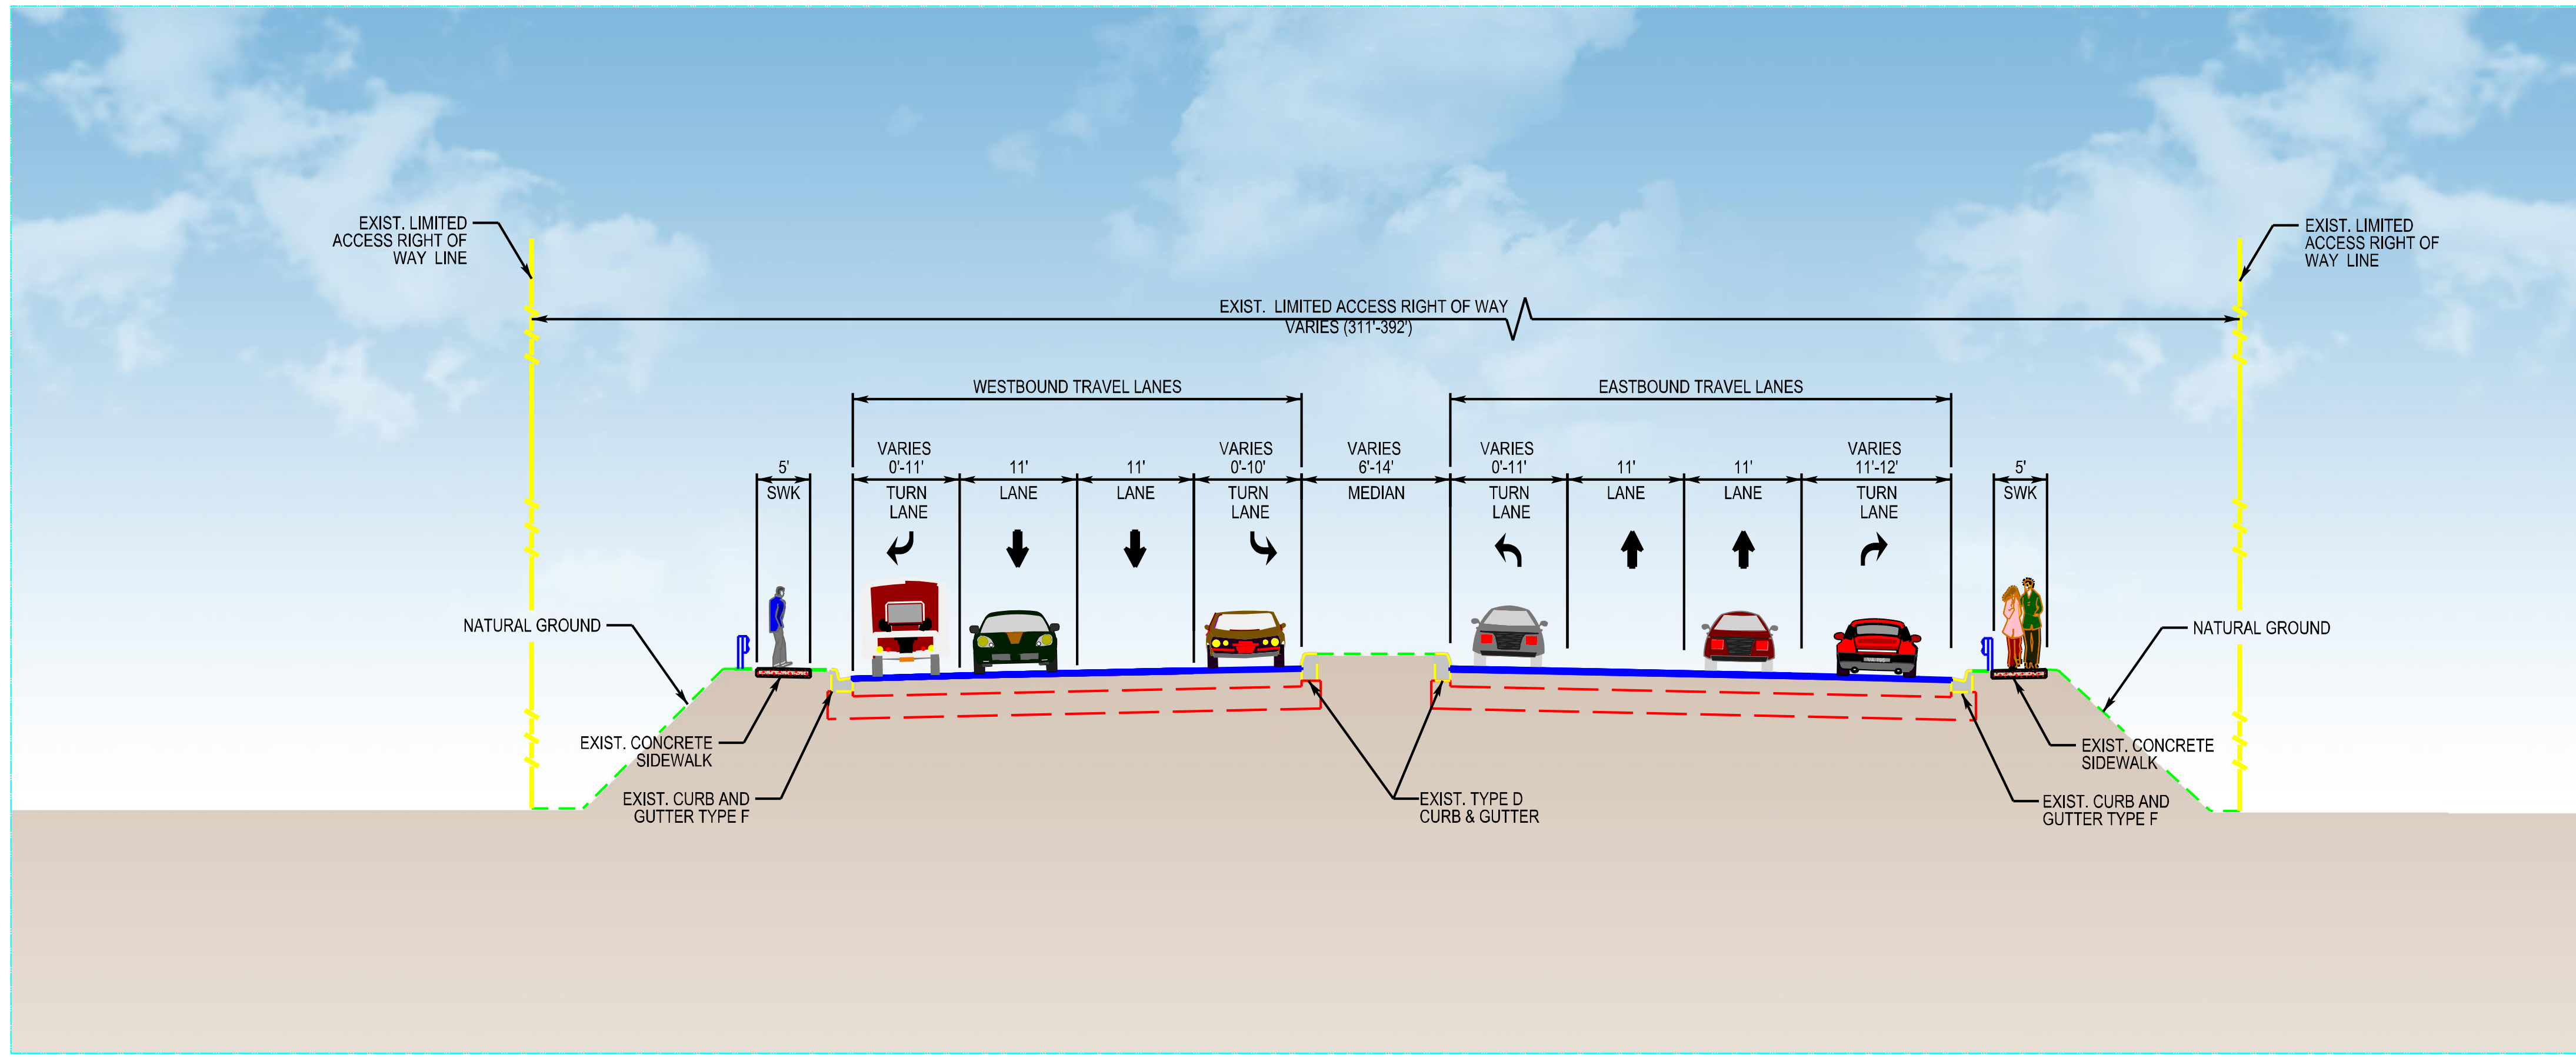 EXIST. LIMITED
ACCESS RIGHT OF
WAY LINE
EXIST. LIMITED
ACCESS RIGHT OF
WAY LINE
EXIST. LIMITED ACCESS RIGHT OF WAY
VARIES (311'-392')
WESTBOUND TRAVEL LANES
EASTBOUND TRAVEL LANES
5'
SWK
VARIES
0'-11'
TURN
LANE
11'
LANE
11'
LANE
VARIES
0'-10'
TURN
LANE
VARIES
6'-14'
MEDIAN
VARIES
0'-11'
TURN
LANE
11'
LANE
11'
LANE
VARIES
11'-12'
TURN
LANE
5'
SWK
NATURAL GROUND
NATURAL GROUND
EXIST. CONCRETE
SIDEWALK
EXIST. CURB AND
GUTTER TYPE F
EXIST. TYPE D
CURB & GUTTER
EXIST. CONCRETE
SIDEWALK
EXIST. CURB AND
GUTTER TYPE F